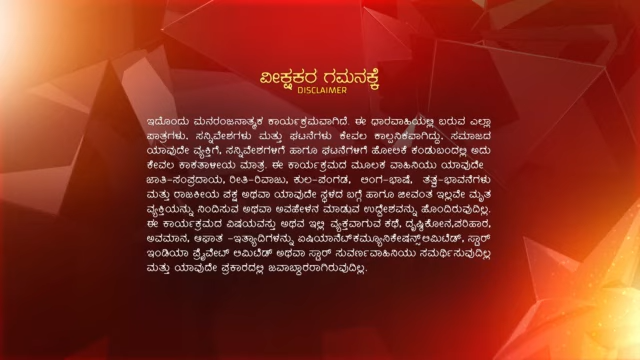 ವೀಕ್ಷಕರ ಗಮನಕ್ಕೆ
DISCLAIMER
ಇದೊಂದು ಮನರಂಜನಾತ್ಮಕ ಕಾರ್ಯಕ್ರಮವಾಗಿದೆ. ಈ ಧಾರವಾಹಿಯಲ್ಲಿ ಬರುವ ಎಲ್ಲಾ
ಪಾತ್ರಗಳು, ಸನ್ನಿವೇಶಗಳು ಮತ್ತು ಘಟನೆಗಳು ಕೇವಲ ಕಾಲ್ಪನಿಕವಾಗಿದ್ದು, ಸಮಾಜದ
ಯಾವುದೇ ವ್ಯಕ್ತಿಗೆ, ಸನ್ನಿವೇಶಗಳಿಗೆ ಹಾಗೂ ಘಟನೆಗಳಿಗೆ ಹೋಲಿಕೆ ಕಂಡುಬಂದಲ್ಲಿ ಅದು
ಕೇವಲ ಕಾಕತಾಳೀಯ ಮಾತ್ರ. ಈ ಕಾರ್ಯಕ್ರಮದ ಮೂಲಕ ವಾಹಿನಿಯು ಯಾವುದೇ
ಜಾತಿ-ಸಂಪ್ರದಾಯ, ರೀತಿ-ರಿವಾಜು, ಕುಲ-ಪಂಗಡ, ಲಿಂಗ-ಭಾಷೆ, ತತ್ವ-ಭಾವನೆಗಳು
ಮತ್ತು ರಾಜಕೀಯ ಪಕ್ಷ ಅಥವಾ ಯಾವುದೇ ಸ್ಥಳದ ಬಗ್ಗೆ ಹಾಗೂ ಜೀವಂತ ಇಲ್ಲವೇ ಮೃತ
ವ್ಯಕ್ತಿಯನ್ನು ನಿಂದಿಸುವ ಅಥವಾ ಅವಹೇಳನ ಮಾಡುವ ಉದ್ದೇಶವನ್ನು ಹೊಂದಿರುವುದಿಲ್ಲ.
ಈ ಕಾರ್ಯಕ್ರಮದ ವಿಷಯವಸ್ತು ಅಥವ ಇಲ್ಲಿ ವ್ಯಕ್ತವಾಗುವ ಕಥೆ, ದೃಷ್ಟಿಕೋನ,ಪರಿಹಾರ,
ಅವಮಾನ, ಆಘಾತ -ಇತ್ಯಾದಿಗಳನ್ನು ಏಷಿಯಾನೆಟ್‌ಕಮ್ಯೂನಿಕೇಷನ್ಸ್‌ಲಿಮಿಟೆಡ್, ಸ್ಟಾರ್
ಇಂಡಿಯಾ ಪ್ರೈವೇಟ್ ಲಿಮಿಟೆಡ್ ಅಥವಾ ಸ್ಟಾರ್ ಸುವರ್ಣವಾಹಿನಿಯು ಸಮರ್ಥಿಸುವುದಿಲ್ಲ
ಮತ್ತು ಯಾವುದೇ ಪ್ರಕಾರದಲ್ಲಿ ಜವಾಬ್ದಾರರಾಗಿರುವುದಿಲ್ಲ.